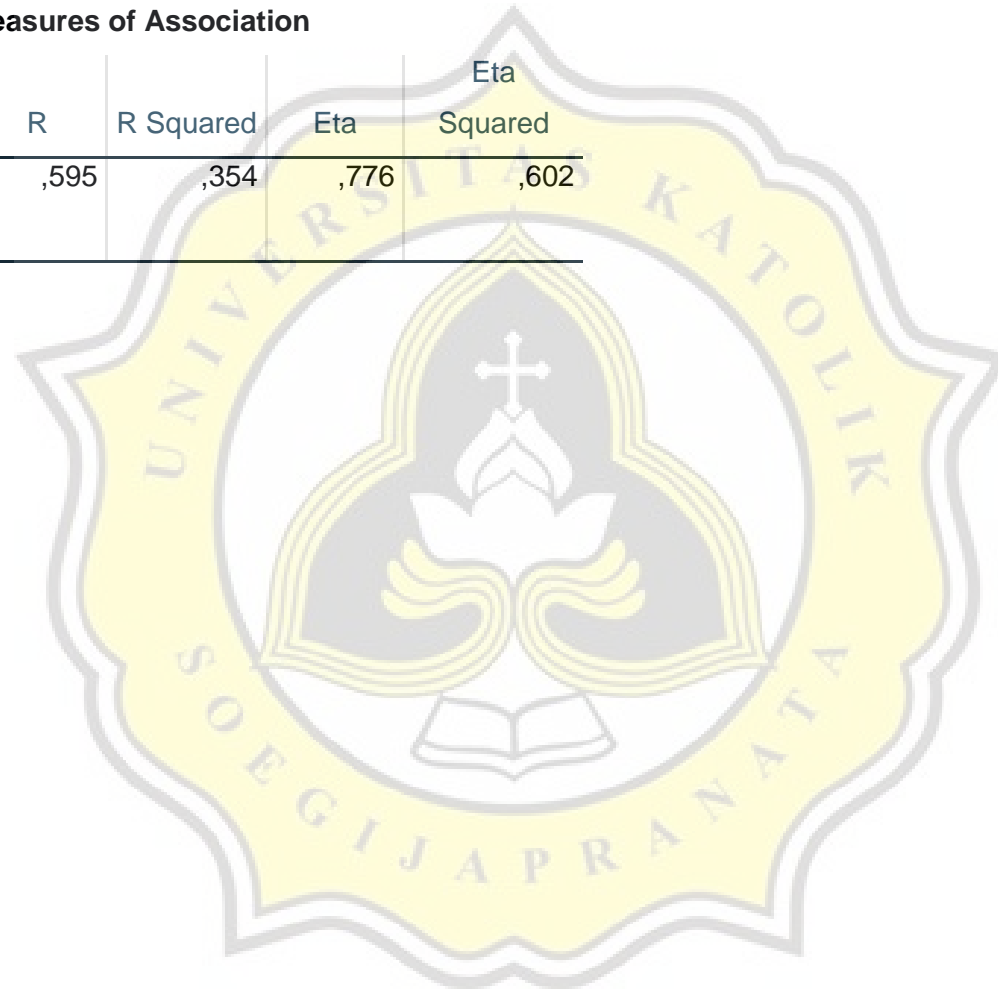 easures of Association
Eta
R R Squared Eta Squared
,595 ,354 ,776 ,602
UNIVERSITAS KATOLIK
SOEGIJAPRANATA